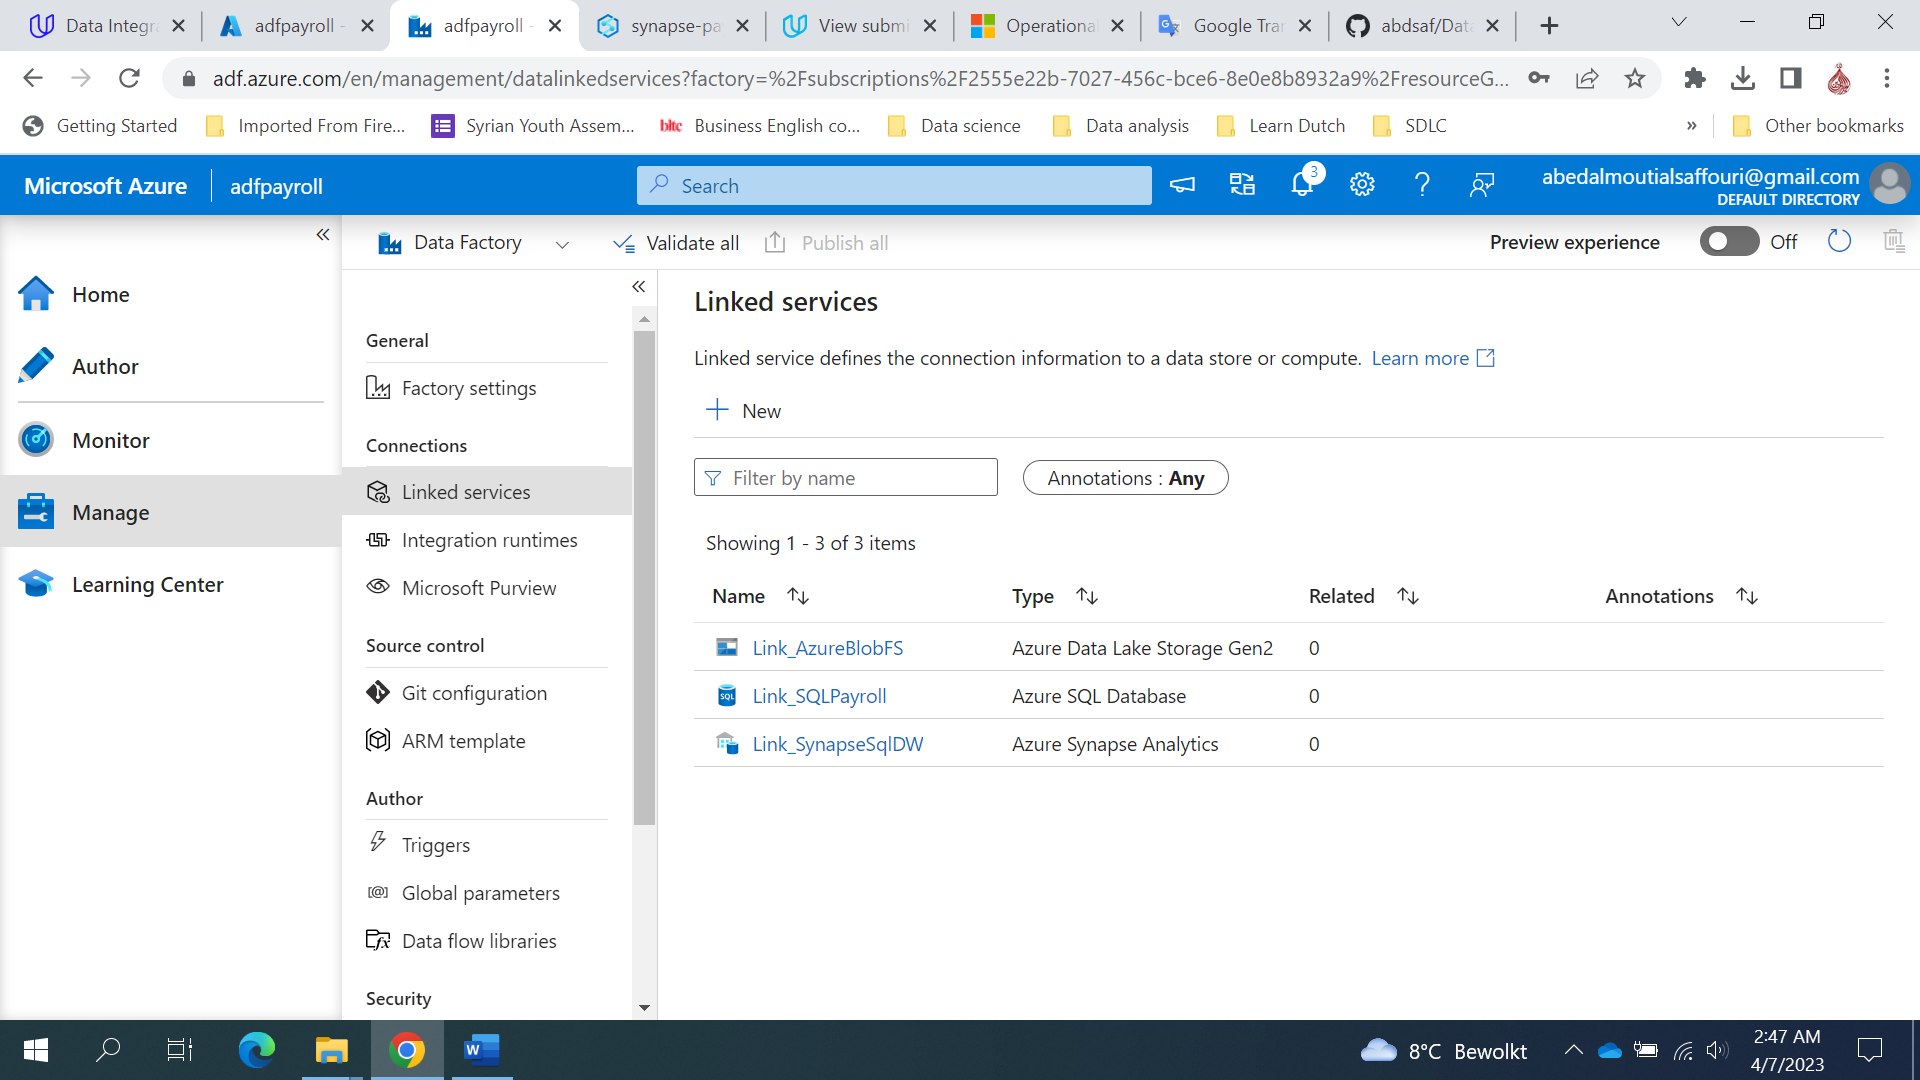 Data Integr
adfpayroll -
adfpayroll -
synapse-pa
View submi
Operational
Google Tran
abdsaf/Data
adf.azure.com/en/management/datalinkedservices?factory=%2Fsubscriptions%2F2555e22b-7027-456c-bce6-8e0e8b8932a9%2FresourceG...
Getting Started
Imported From Fire...
Syrian Youth Assem...
bitc
Business English co...
Data science
Data analysis
Learn Dutch
SDLC
»
Other bookmarks
Microsoft Azure
adfpayroll
Search
3
abedalmoutialsaffouri@gmail.com
DEFAULT DIRECTORY
Data Factory
Validate all
Publish all
Preview experience
Off
Home
Author
Monitor
Manage
Learning Center
General
Factory settings
Connections
Linked services
Integration runtimes
Microsoft Purview
Source control
Git configuration
ARM template
Author
Triggers
Global parameters
Data flow libraries
Security
Linked services
Linked service defines the connection information to a data store or compute. Learn more
New
Filter by name
Annotations : Any
Showing 1 - 3 of 3 items
Name Type Related Annotations
Link_AzureBlobFS Azure Data Lake Storage Gen2 0
SQL Link_SQLPayroll Azure SQL Database 0
Link_SynapseSqlDW Azure Synapse Analytics 0
W
8°C Bewolkt
2:47 AM
4/7/2023